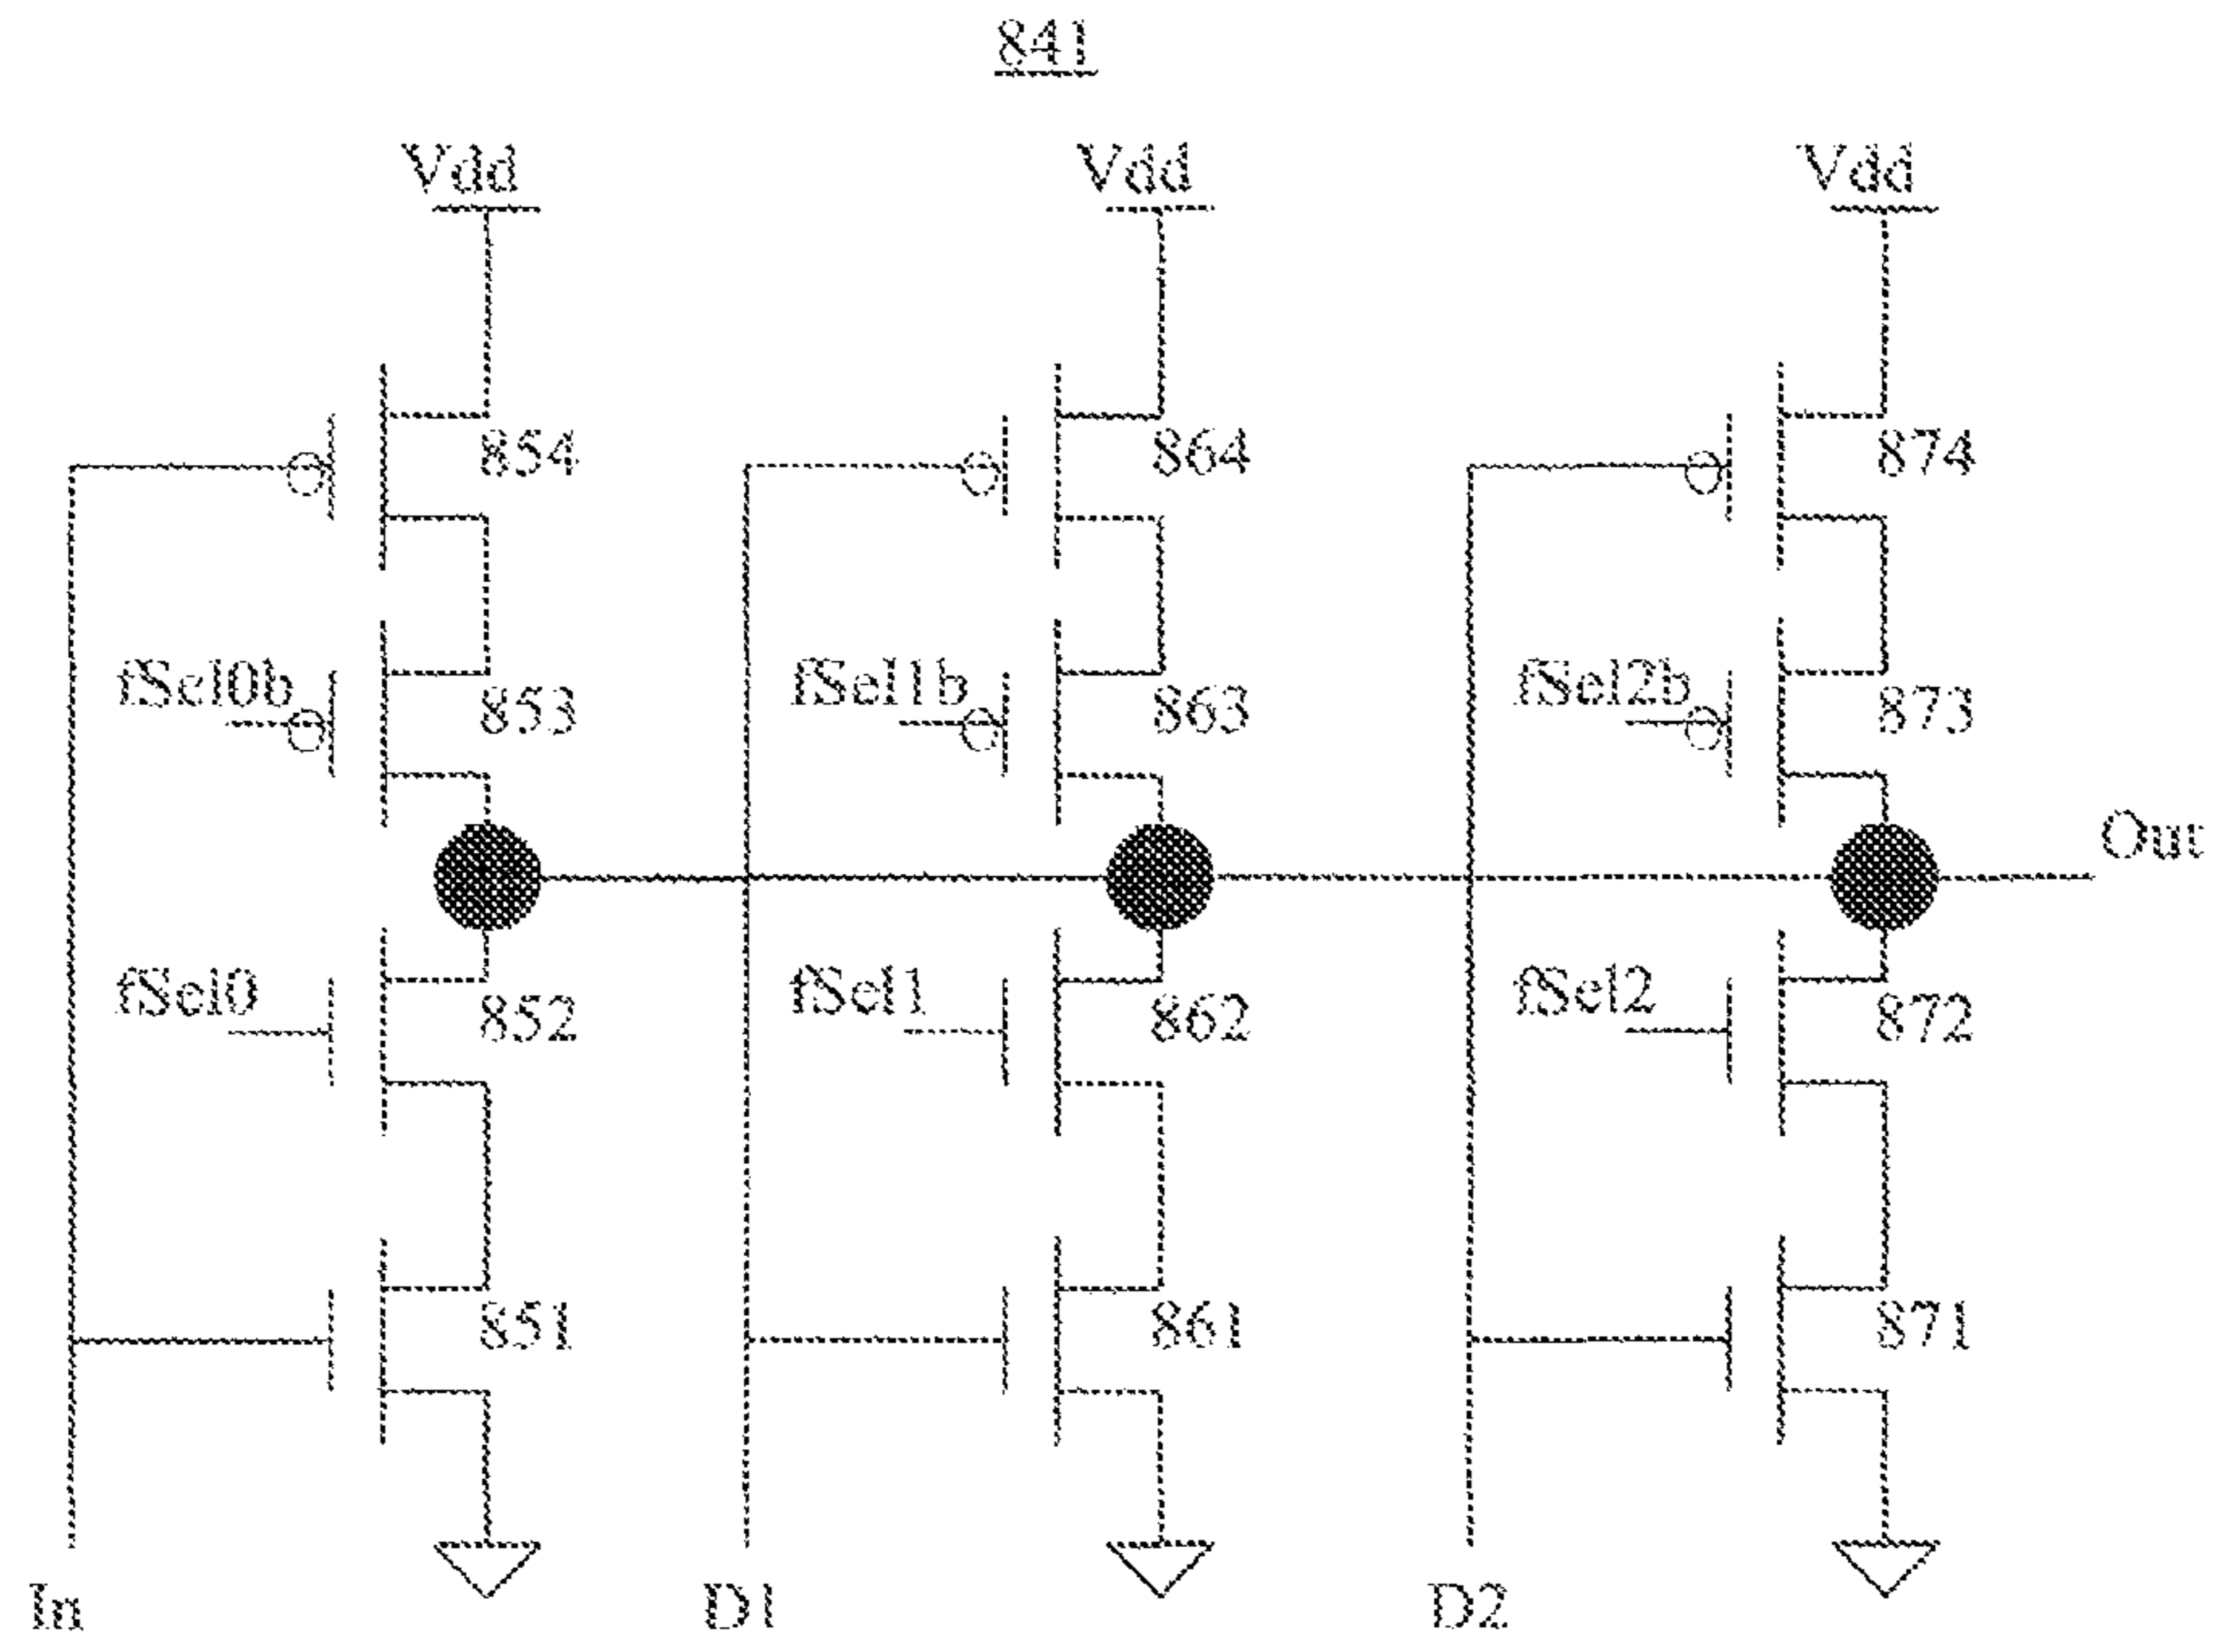 841
Vdd Vdd Vdd
854 864 874
fSel0b 853 fSel1b 863 fSel2b 873
Out
fSel0 852 fSel1 862 fSel2 872
851 861 871
In D1 D2